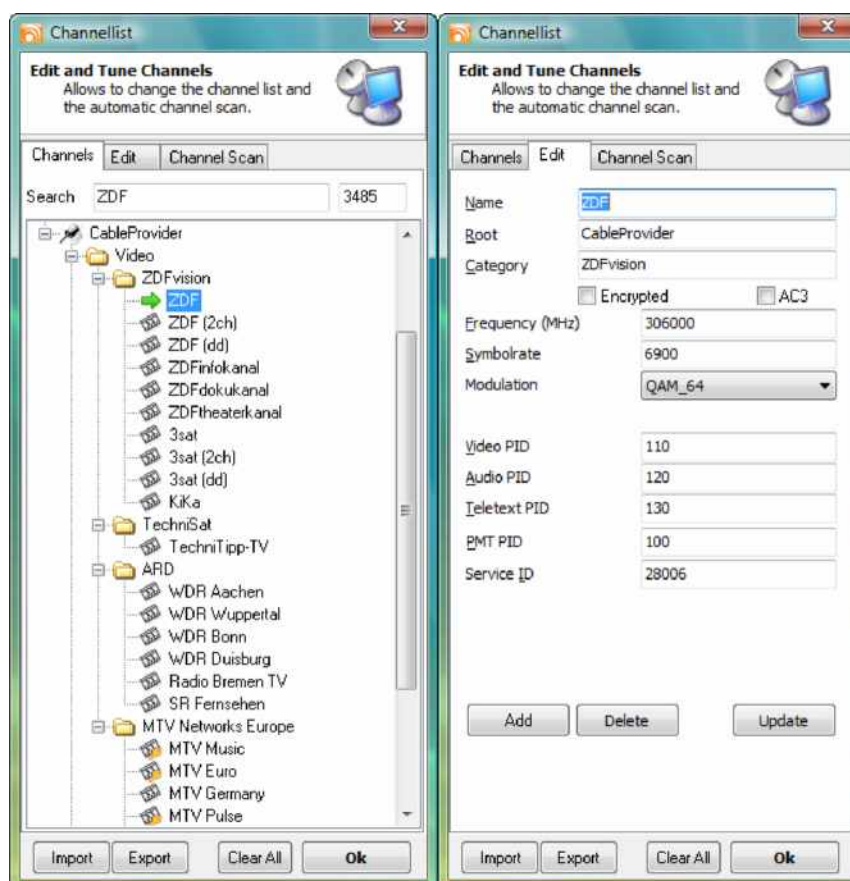 Channellist
Edit and Tune Channels
Allows to change the channel list and
the automatic channel scan.
Channels Edit Channel Scan
Search ZDF 3485
CableProvider
Video
ZDFvision
ZDF
ZDF (2ch)
ZDF (dd)
ZDFinfokanal
ZDFdokukanal
ZDFtheaterkanal
3sat
3sat (2ch)
3sat (dd)
KiKa
TechniSat
TechniTipp-TV
ARD
WDR Aachen
WDR Wuppertal
WDR Bonn
WDR Duisburg
Radio Bremen TV
SR Fernsehen
MTV Networks Europe
MTV Music
MTV Euro
MTV Germany
MTV Pulse
Import Export Clear All Ok
Channellist
Edit and Tune Channels
Allows to change the channel list and
the automatic channel scan.
Channels Edit Channel Scan
Name ZDF
Root CableProvider
Category ZDFvision
Encrypted AC3
Frequency (MHz) 306000
Symbolrate 6900
Modulation QAM_64
Video PID 110
Audio PID 120
Teletext PID 130
PMT PID 100
Service ID 28006
Add Delete Update
Import Export Clear All Ok